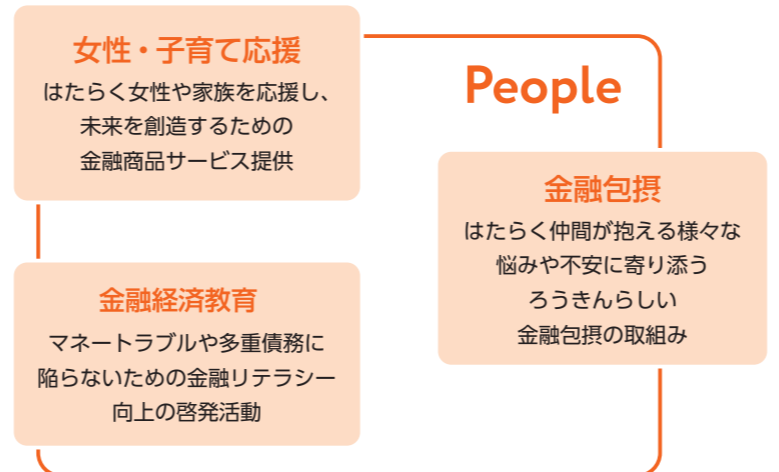 女性・子育て応援
はたらく女性や家族を応援し、
未来を創造するための
金融商品サービス提供
People
金融包摂
はたらく仲間が抱える様々な
悩みや不安に寄り添う
ろうきんらしい
金融包摂の取組み
金融経済教育
マネートラブルや多重債務に
陥らないための金融リテラシー
向上の啓発活動